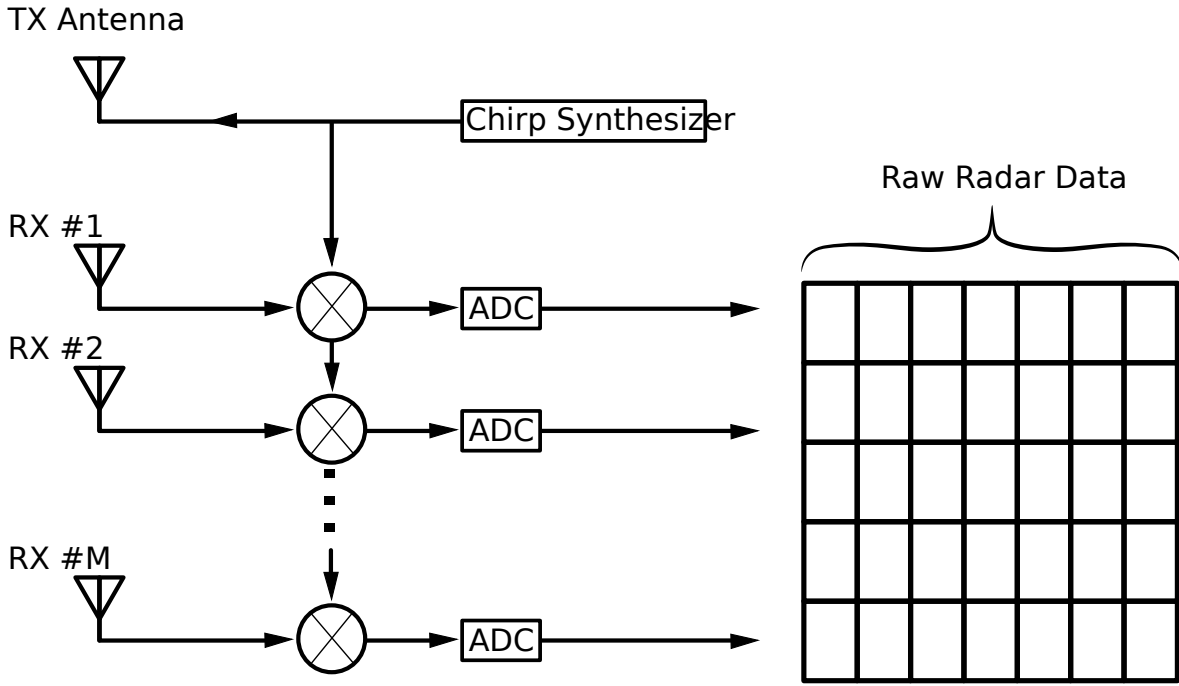 TX Antenna
Chirp Synthesizer
Raw Radar Data
RX #1
ADC
RX #2
ADC
RX #M
ADC